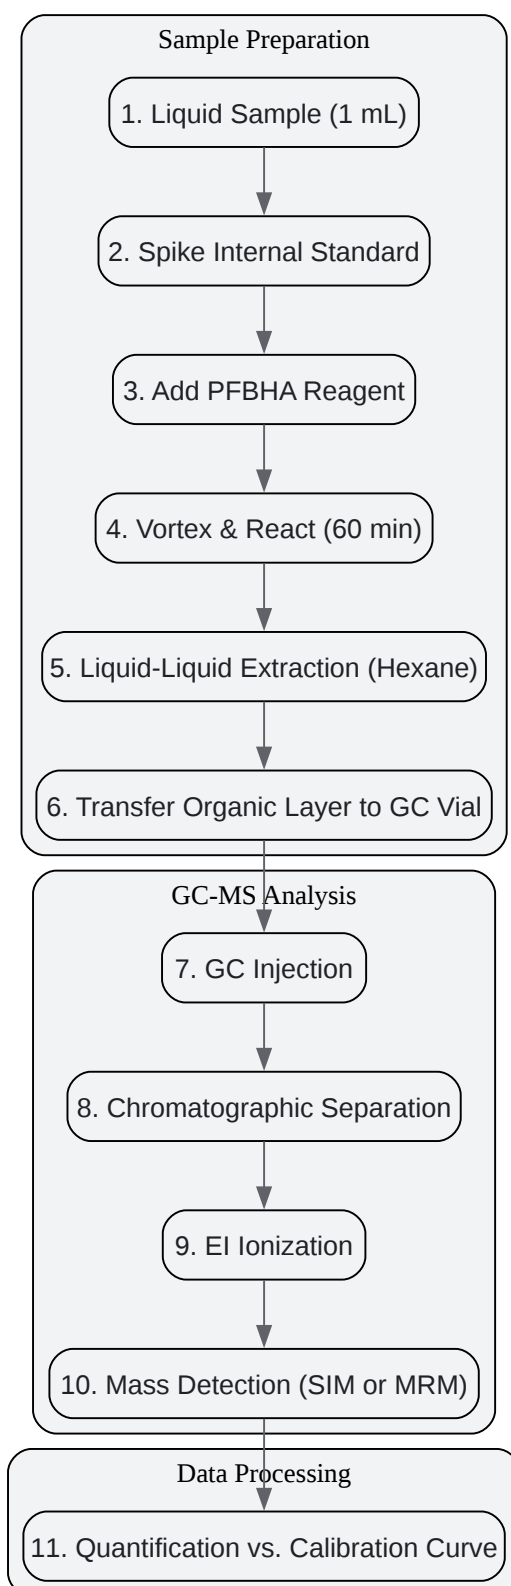 Sample Preparation
1. Liquid Sample (1 mL)
2. Spike Internal Standard
3. Add PFBHA Reagent
4. Vortex & React (60 min)
5. Liquid-Liquid Extraction (Hexane)
6. Transfer Organic Layer to GC Vial
GC-MS Analysis
7. GC Injection
8. Chromatographic Separation
9. EI Ionization
10. Mass Detection (SIM or MRM)
Data Processing
11. Quantification vs. Calibration Curve